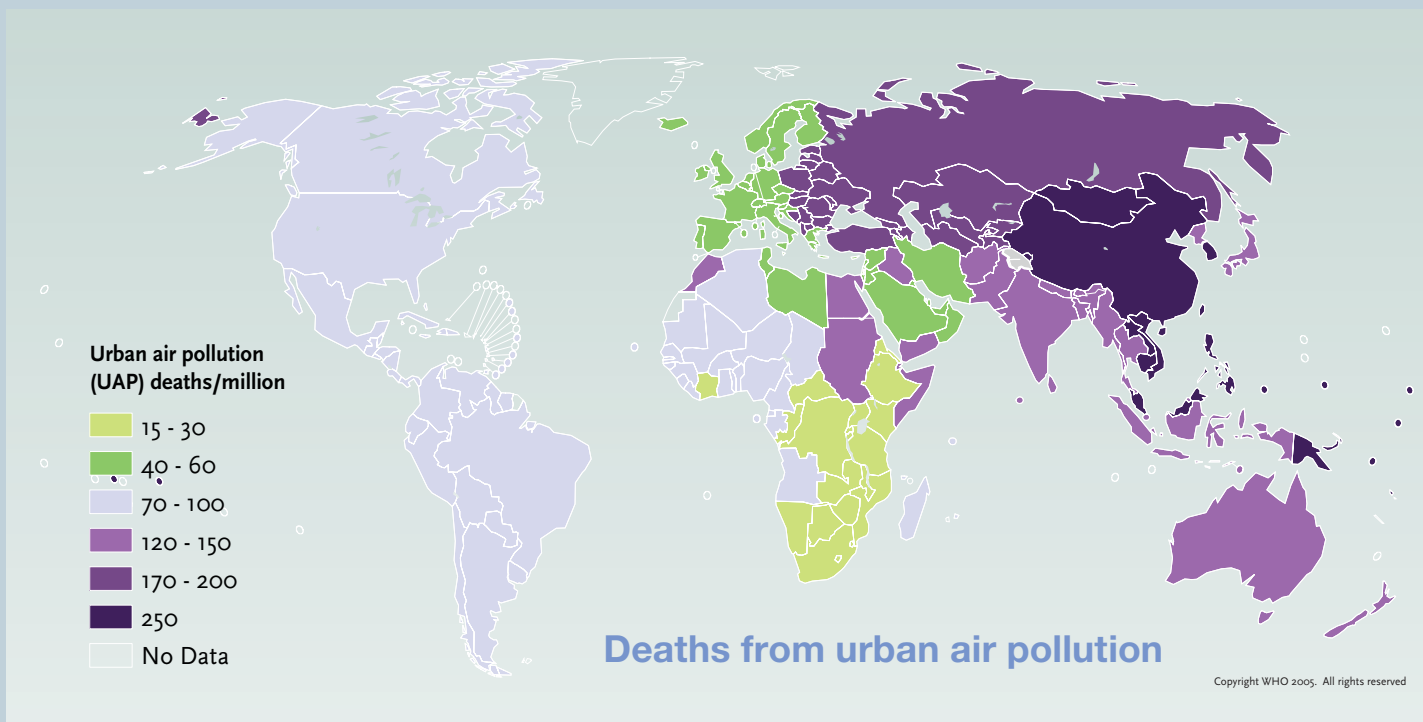 Urban air pollution
(UAP) deaths/million
15 - 30
40 - 60
70 - 100
120 - 150
170 - 200
250
No Data
Deaths from urban air pollution
Copyright WHO 2005. All rights reserved